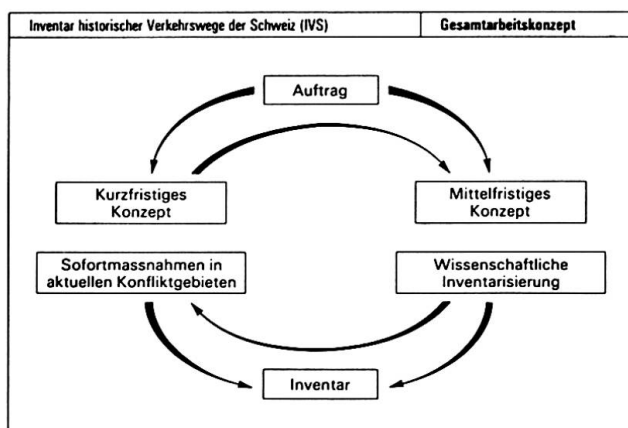 Inventar historischer Verkehrswege der Schweiz (IVS)
Gesamtarbeitskonzept
Auftrag
Kurzfristiges
Konzept
Mittelfristiges
Konzept
Sofortmassnahmen in
aktuellen Konfliktgebieten
Wissenschaftliche
Inventarisierung
Inventar